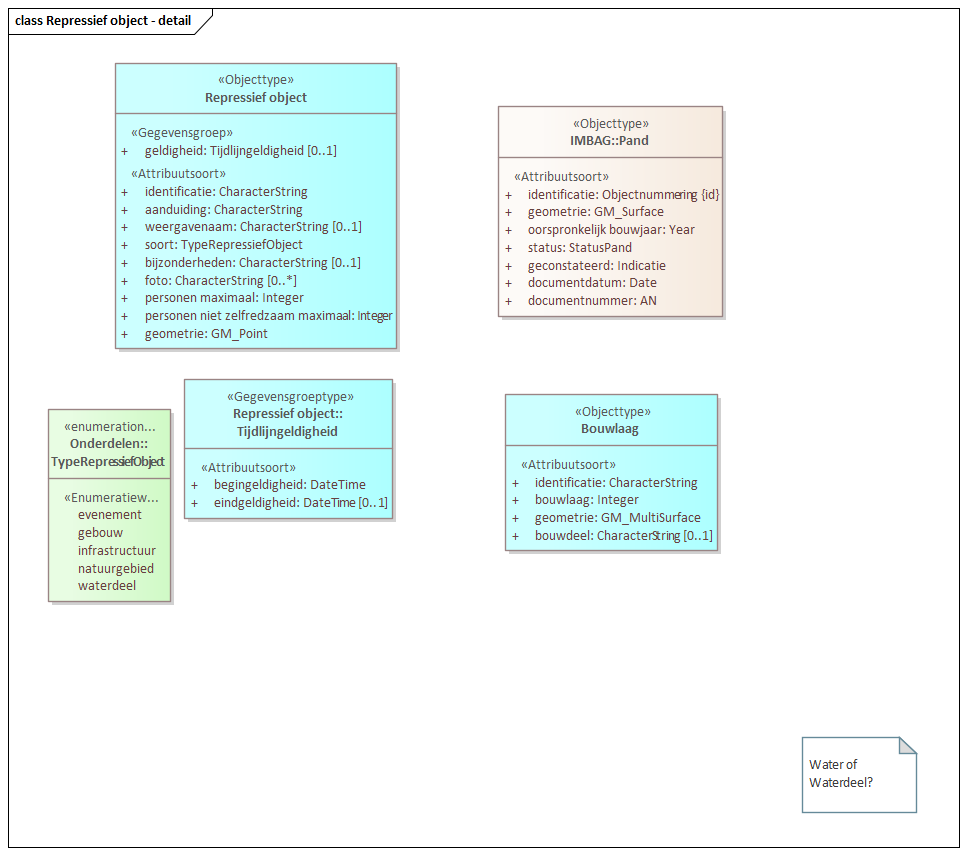 class Repressief object - detail
«Objecttype»
Repressief object
«Gegevensgroep»
+ geldigheid: Tijdlijngeldigheid [0..1]
«Attribuutsoort»
+ identificatie: CharacterString
+ aanduiding: CharacterString
+ weergavenaam: CharacterString [0..1]
+ soort: TypeRepressiefObject
+ bijzonderheden: CharacterString [0..1]
+ foto: CharacterString [0..*]
+ personen maximaal: Integer
+ personen niet zelfredzaam maximaal: Integer
+ geometrie: GM_Point
«Objecttype»
IMBAG::Pand
«Attribuutsoort»
+ identificatie: Objectnummering {id}
+ geometrie: GM_Surface
+ oorspronkelijk bouwjaar: Year
+ status: StatusPand
+ geconstateerd: Indicatie
+ documentdatum: Date
+ documentnummer: AN
«enumeration...
Onderdelen::
TypeRepressiefObject
«Enumeratiew...
evenement
gebouw
infrastructuur
natuurgebied
waterdeel
«Gegevensgroeptype»
Repressief object::
Tijdlijngeldigheid
«Attribuutsoort»
+ begingeldigheid: DateTime
+ eindgeldigheid: DateTime [0..1]
«Objecttype»
Bouwlaag
«Attribuutsoort»
+ identificatie: CharacterString
+ bouwlaag: Integer
+ geometrie: GM_MultiSurface
+ bouwdeel: CharacterString [0..1]
Water of
Waterdeel?